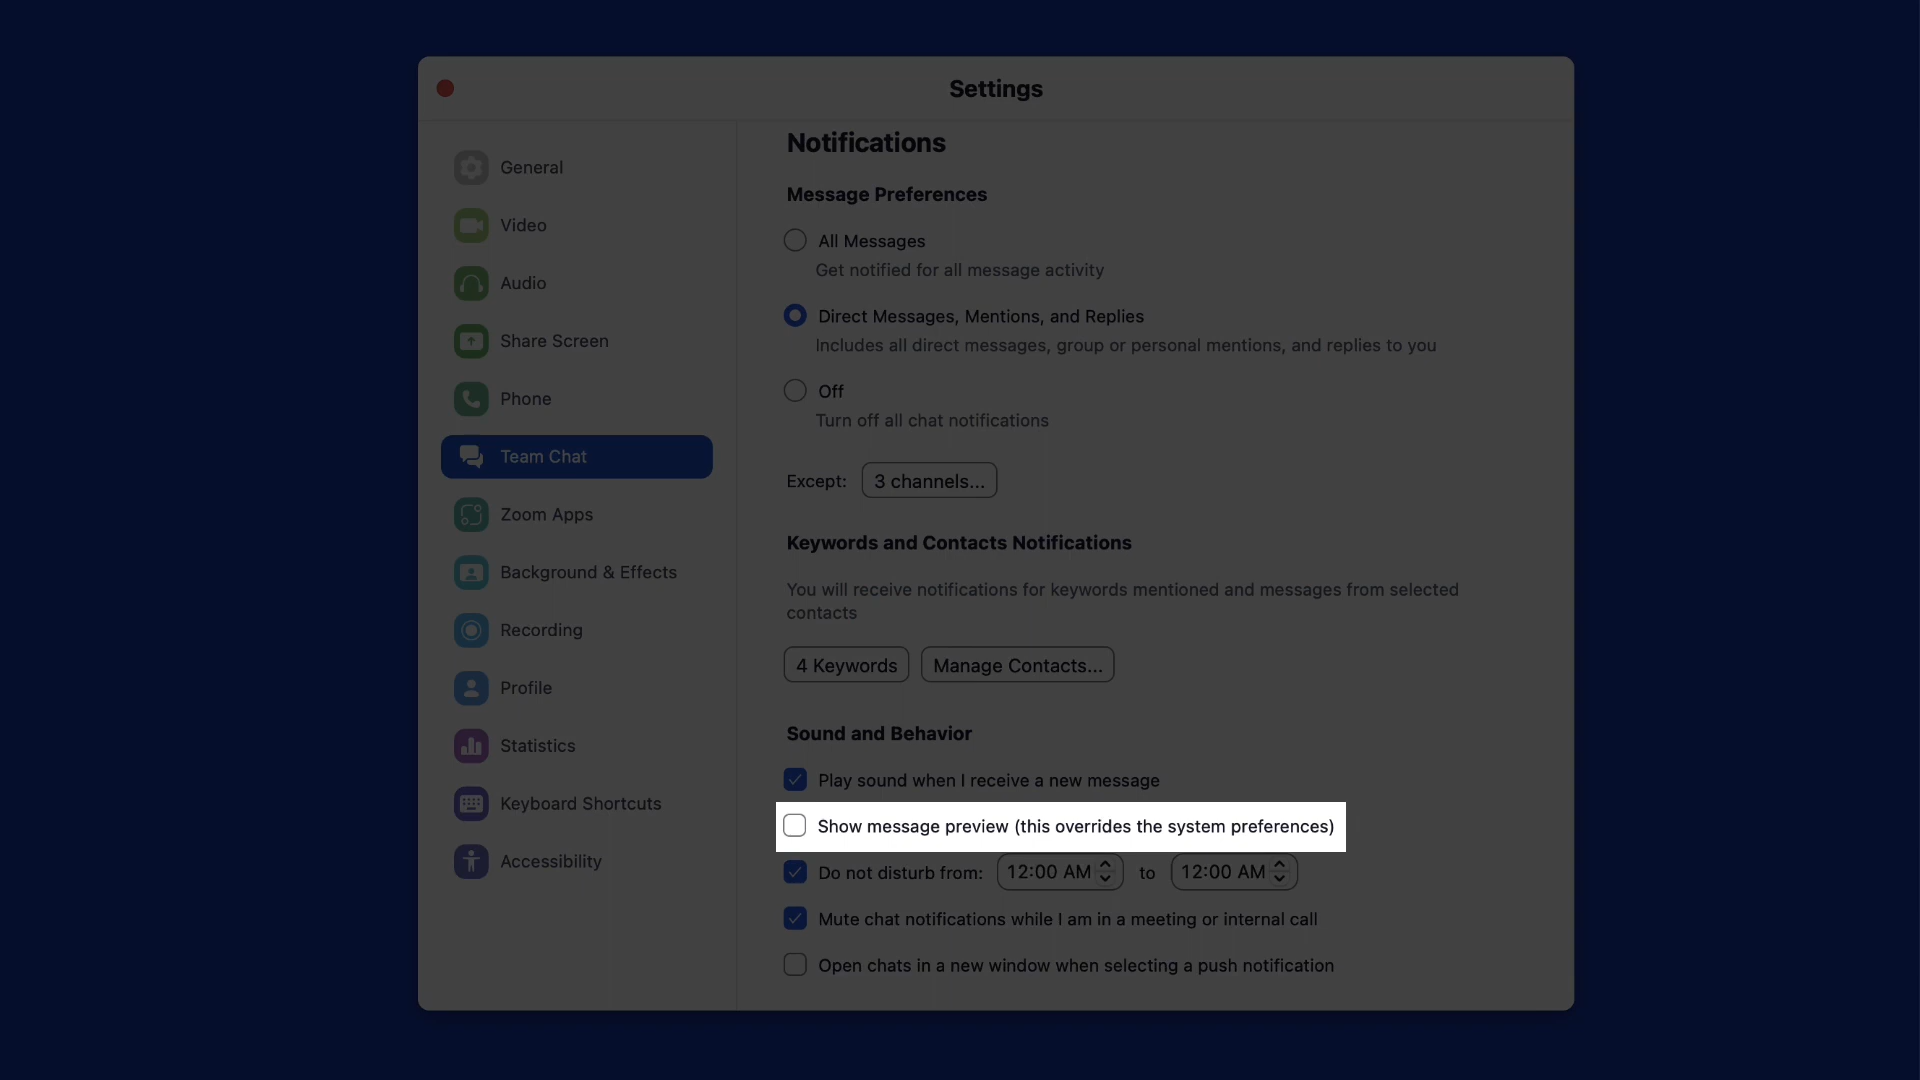 Settings
General
Video
Audio
Share Screen
Phone
Team Chat
Zoom Apps
Background & Effects
Recording
Profile
Statistics
Keyboard Shortcuts
Accessibility
Notifications
Message Preferences
All Messages
Get notified for all message activity
Direct Messages, Mentions, and Replies
Includes all direct messages, group or personal mentions, and replies to you
Off
Turn off all chat notifications
Except: 3 channels...
Keywords and Contacts Notifications
You will receive notifications for keywords mentioned and messages from selected
contacts
4 Keywords Manage Contacts...
Sound and Behavior
Play sound when I receive a new message
Show message preview (this overrides the system preferences)
Do not disturb from: 12:00 AM to 12:00 AM
Mute chat notifications while I am in a meeting or internal call
Open chats in a new window when selecting a push notification